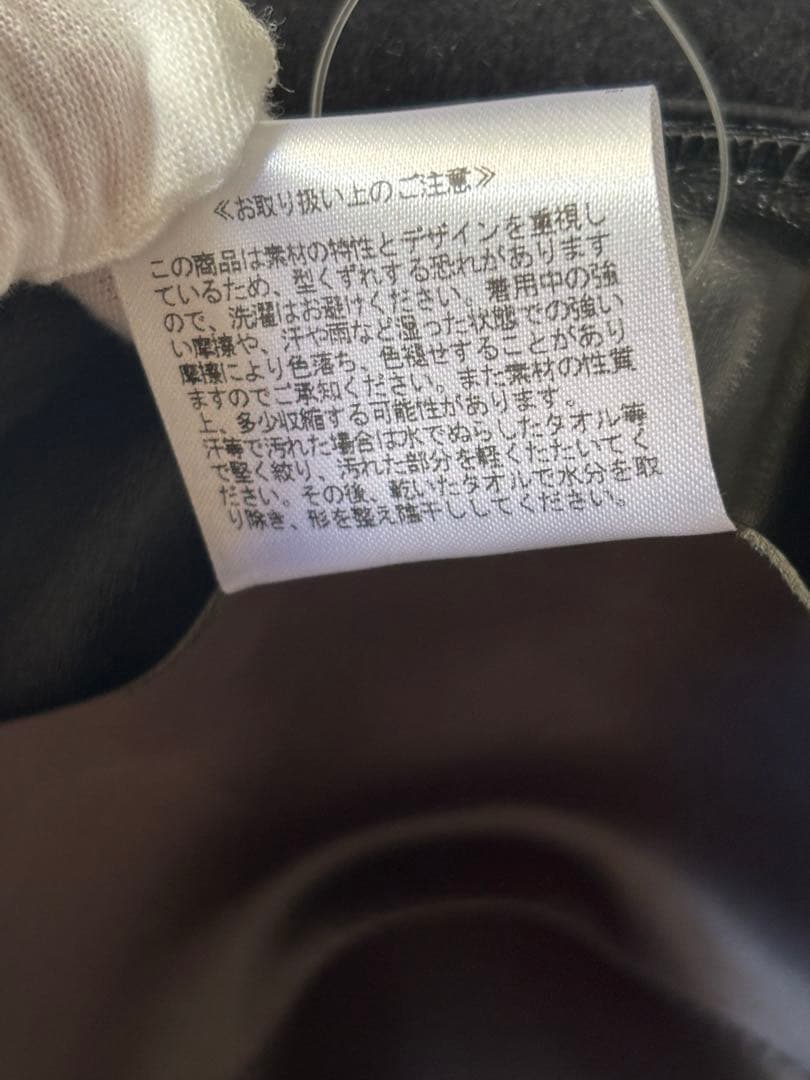 ≪お取り扱い上のご注意≫
この商品は素材の特性とデザインを重視し
ているため、型くずれする恐れがあります
ので、洗濯はお避けください。着用中の強
い摩擦や、汗や雨など湿った状態での強い
摩擦により色落ち、色褪せすることがあり
ますのでご承知ください。また素材の性質
上、多少収縮する可能性があります。
汗等で汚れた場合は水でぬらしたタオル等
で堅く絞り、汚れた部分を軽くたたいてく
ださい。その後、乾いたタオルで水分を取
り除き、形を整え陰干ししてください。